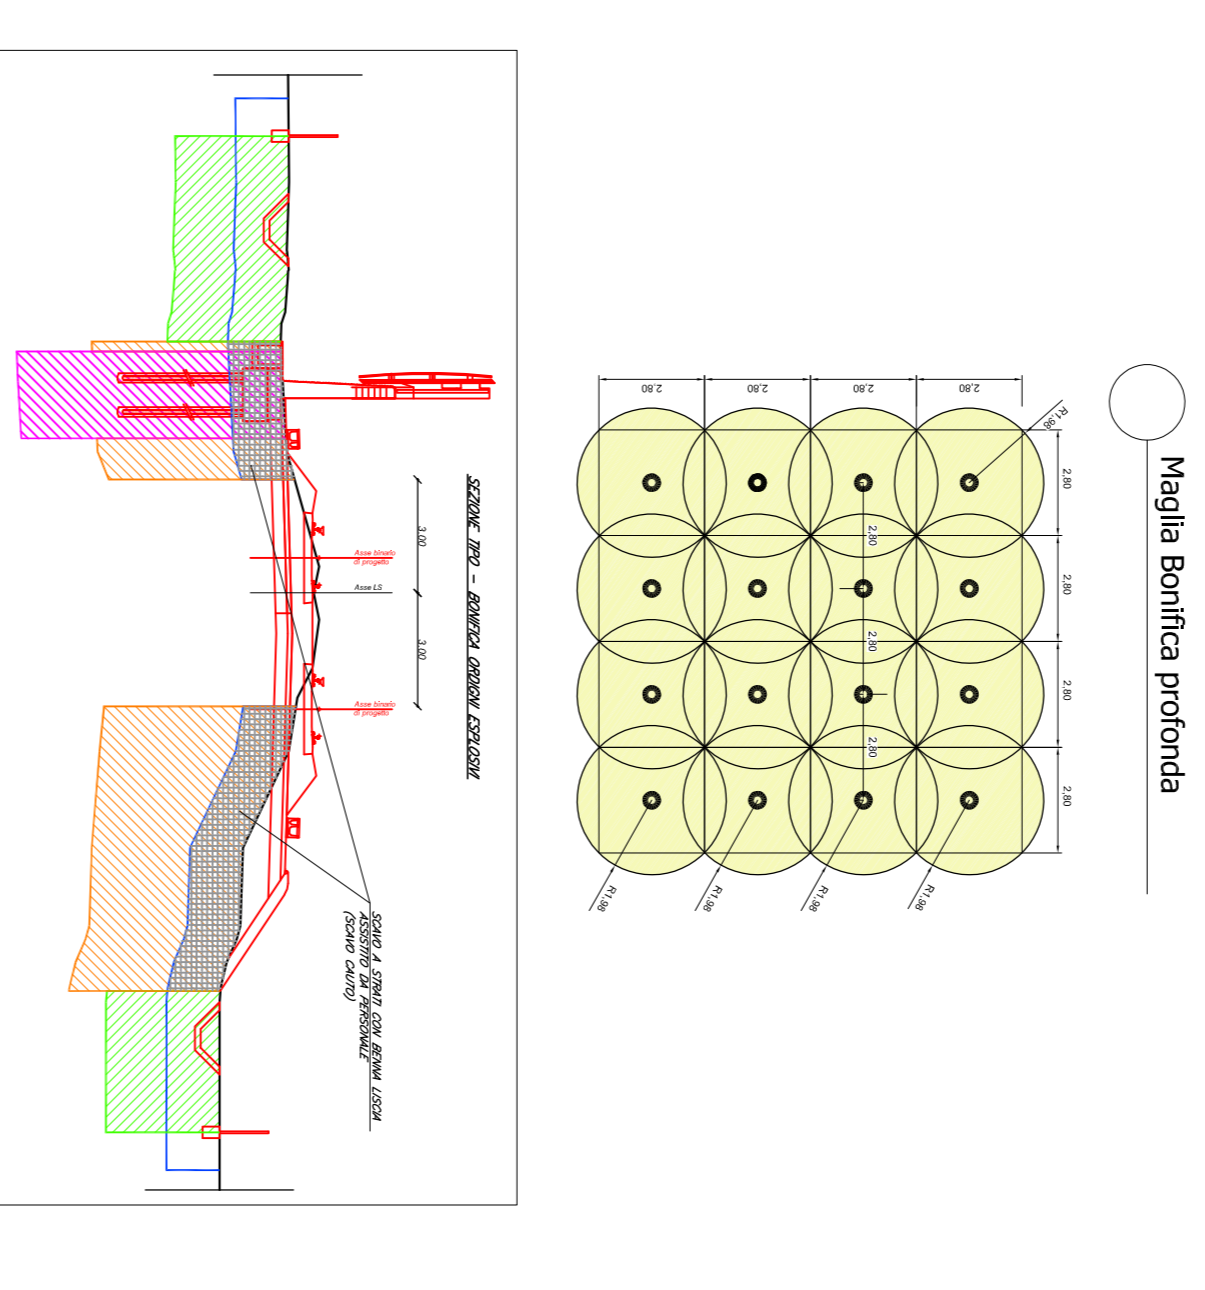 Maglia Bonifica profonda
R1,98
2,80
2,80
2,80
2,80
2,80
2,80
2,80
2,80
2,80
2,80
2,80
R1,98
R1,98
R1,98
R1,98
SEZIONE TIPO - BONIFICA ORDIGNI ESPLOSIVI
3.00
3.00
Asse binario
di progetto
Asse LS
Asse binario
di progetto
SCAVO A STRATI CON BENNA LISCIA
ASSISTITO DA PERSONALE
(SCAVO CAUTO)